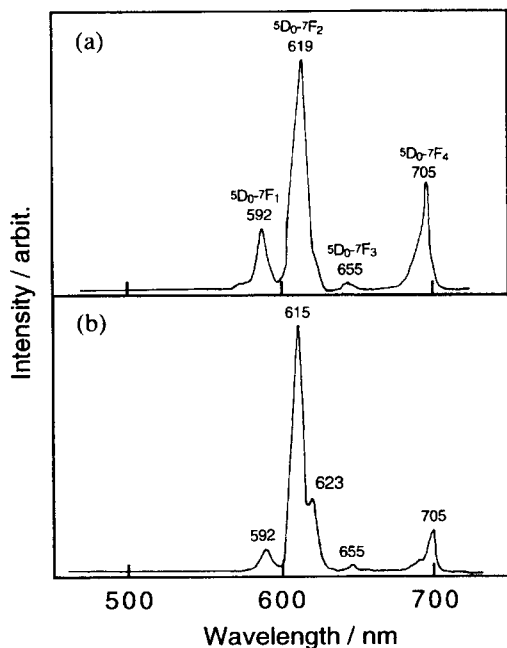 (a)
⁵D₀-⁷F₂
619
⁵D₀-⁷F₄
705
⁵D₀-⁷F₁
592
⁵D₀-⁷F₃
655
(b)
615
623
592
655
705
500 600 700
Wavelength / nm
Intensity / arbit.